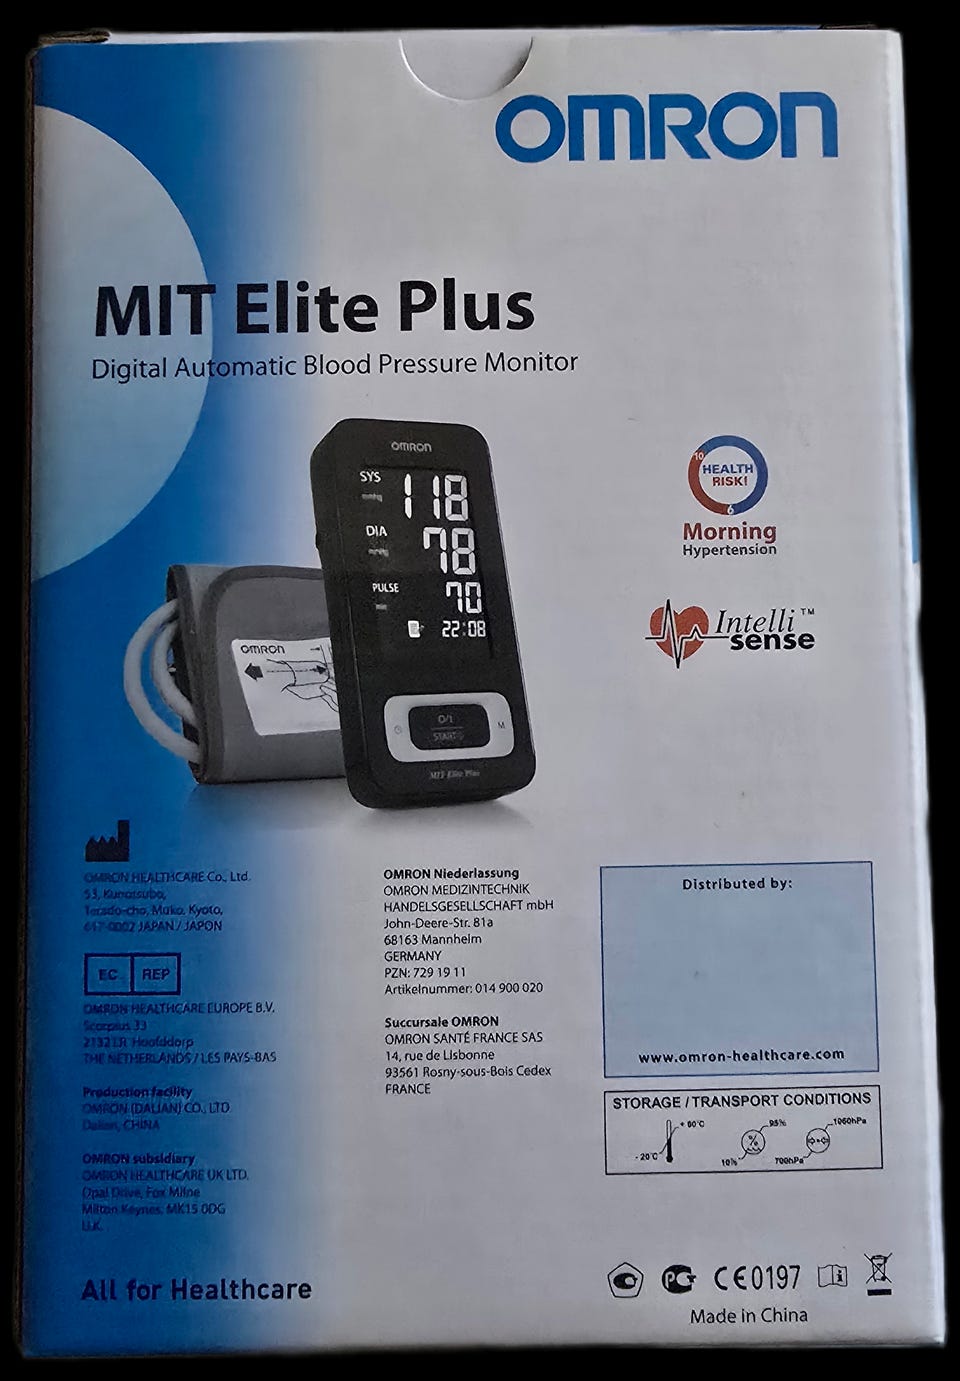 OMRON
MIT Elite Plus
Digital Automatic Blood Pressure Monitor
OMRON
SYS
mmHg
118
DIA
mmHg
78
PULSE
70
22:08
O/I
START
M
MIT Elite Plus
OMRON
10
HEALTH
RISK!
6
Morning
Hypertension
Intelli™
sense
OMRON HEALTHCARE Co., Ltd.
53, Kunotsubo,
Terado-cho, Muko, Kyoto,
617-0002 JAPAN / JAPON
EC REP
OMRON HEALTHCARE EUROPE B.V.
Scorpius 33
2132 LR Hoofddorp
THE NETHERLANDS / LES PAYS-BAS
Production facility
OMRON (DALIAN) CO., LTD.
Dalian, CHINA
OMRON subsidiary
OMRON HEALTHCARE UK LTD.
Opal Drive, Fox Milne
Milton Keynes, MK15 0DG
U.K.
OMRON Niederlassung
OMRON MEDIZINTECHNIK
HANDELSGESELLSCHAFT mbH
John-Deere-Str. 81a
68163 Mannheim
GERMANY
PZN: 729 19 11
Artikelnummer: 014 900 020
Succursale OMRON
OMRON SANTÉ FRANCE SAS
14, rue de Lisbonne
93561 Rosny-sous-Bois Cedex
FRANCE
Distributed by:
www.omron-healthcare.com
STORAGE / TRANSPORT CONDITIONS
+ 60°C
- 20°C
95%
%
10%
1060hPa
700hPa
All for Healthcare
CE0197
Made in China